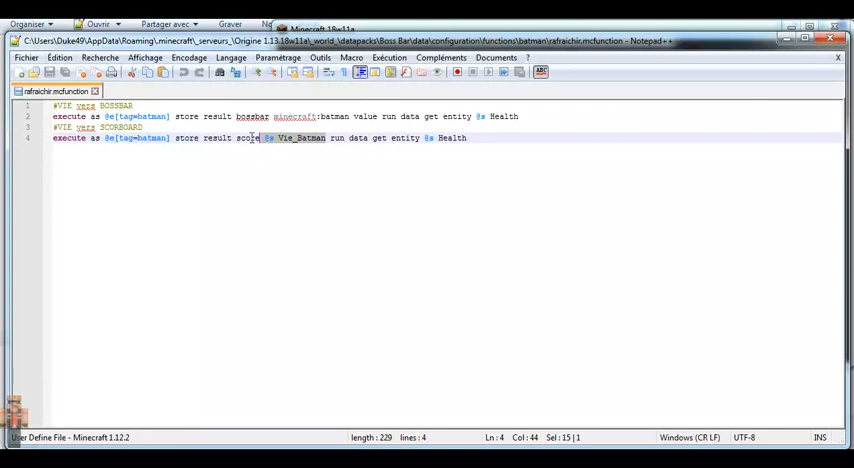 Organiser Ouvrir Partager avec Graver
Minecraft 18w11a
C:\Users\Duke49\AppData\Roaming\minecraft\_serveurs_\Origine 1.13.18w11a\_world_\datapacks\Boss Bar\data\configuration\functions\batman\rafraichir.mcfunction - Notepad++
Fichier Édition Recherche Affichage Encodage Langage Paramétrage Outils Macro Exécution Compléments Documents ? X
rafraichir.mcfunction
1 #VIE vers BOSSBAR
2 execute as @e[tag=batman] store result bossbar minecraft:batman value run data get entity @s Health
3 #VIE vers SCORBOARD
4 execute as @e[tag=batman] store result score @s Vie_Batman run data get entity @s Health
User Define File - Minecraft 1.12.2 length : 229 lines : 4 Ln : 4 Col : 44 Sel : 15 | 1 Windows (CR LF) UTF-8 INS